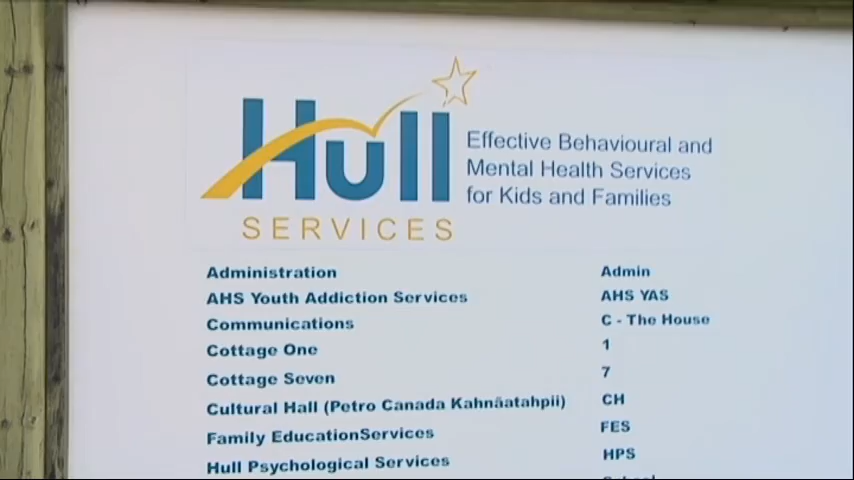 Hull
SERVICES
Effective Behavioural and
Mental Health Services
for Kids and Families
Administration Admin
AHS Youth Addiction Services AHS YAS
Communications C - The House
Cottage One 1
Cottage Seven 7
Cultural Hall (Petro Canada Kahnãatahpii) CH
Family EducationServices FES
Hull Psychological Services HPS